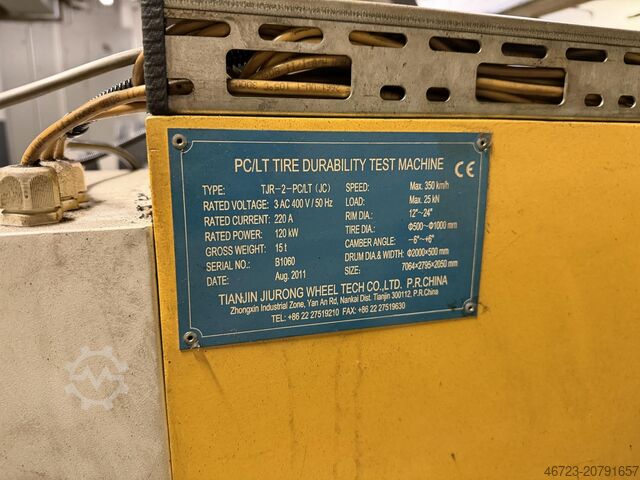 PC/LT TIRE DURABILITY TEST MACHINE
CE
TYPE: TJR-2-PC/LT (JC) SPEED: Max. 350 km/h
RATED VOLTAGE: 3 AC 400 V / 50 Hz LOAD: Max. 25 kN
RATED CURRENT: 220 A RIM DIA.: 12"~24"
RATED POWER: 120 kW TIRE DIA.: Φ500~Φ1000 mm
GROSS WEIGHT: 15 t CAMBER ANGLE: -6°~+6°
SERIAL NO.: B1060 DRUM DIA.& WIDTH: Φ2000×500 mm
DATE: Aug. 2011 SIZE: 7064×2795×2050 mm
TIANJIN JIURONG WHEEL TECH CO.,LTD. P.R.CHINA
Zhongxin Industrial Zone, Yan An Rd, Nankai Dist. Tianjin 300112, P.R.China
TEL: +86 22 27519210 FAX: +86 22 27519630
46723-20791657